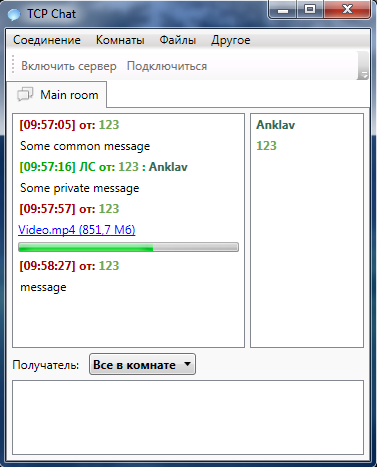 TCP Chat
Соединение Комнаты Файлы Другое
Включить сервер Подключиться
Main room
[09:57:05] от: 123
Some common message
[09:57:16] ЛС от: 123 : Anklav
Some private message
[09:57:57] от: 123
Video.mp4 (851,7 Мб)
[09:58:27] от: 123
message
Anklav
123
Получатель: Все в комнате